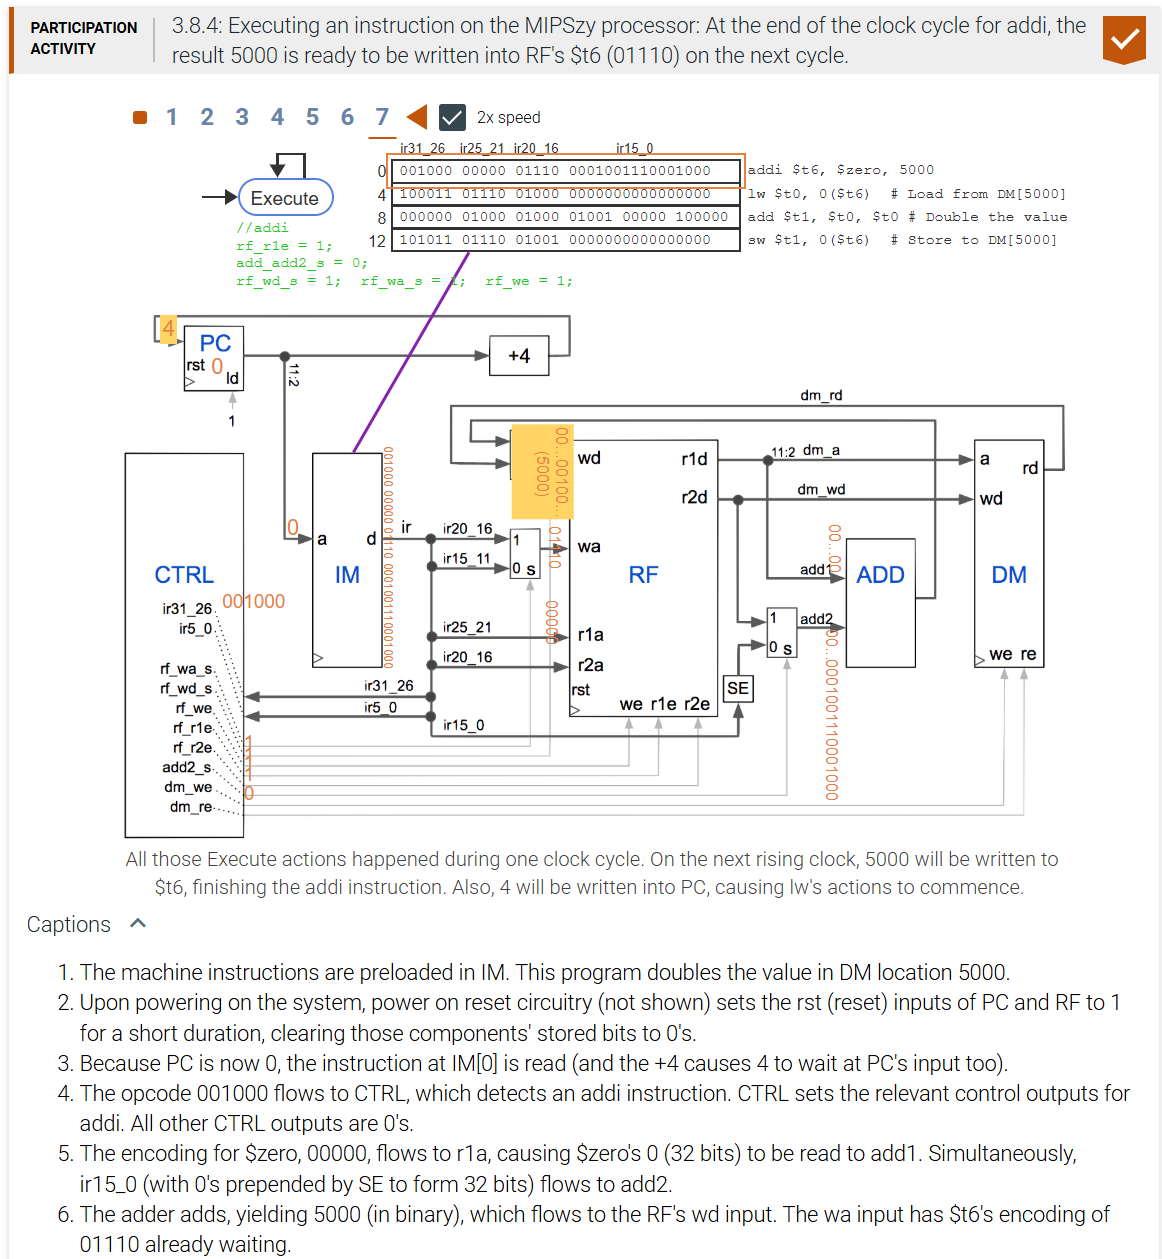 PARTICIPATION
ACTIVITY
3.8.4: Executing an instruction on the MIPSzy processor: At the end of the clock cycle for addi, the
result 5000 is ready to be written into RF's $t6 (01110) on the next cycle.
1 2 3 4 5 6 7 2x speed
ir31_26 ir25_21 ir20_16 ir15_0
0 001000 00000 01110 0001001110001000 addi $t6, $zero, 5000
4 100011 01110 01000 0000000000000000 lw $t0, 0($t6) # Load from DM[5000]
8 000000 01000 01000 01001 00000 100000 add $t1, $t0, $t0 # Double the value
12 101011 01110 01001 0000000000000000 sw $t1, 0($t6) # Store to DM[5000]
Execute
//addi
rf_r1e = 1;
add_add2_s = 0;
rf_wd_s = 1; rf_wa_s = 1; rf_we = 1;
4
PC
rst 0
ld
1
11:2
+4
dm_rd
00...00100...
(5000)
wd
r1d
11:2 dm_a
a
rd
r2d
dm_wd
wd
001000 00000 01110 0001001110001000
0
a
d
ir
ir20_16
1
01110
wa
ir15_11
0 s
00...00
add1
ADD
CTRL
IM
RF
DM
ir31_26
001000
ir5_0
00000
ir25_21
r1a
1
add2
ir20_16
r2a
0 s
00...0001001110001000
we re
rf_wa_s
rf_wd_s
rf_we
rf_r1e
rf_r2e
add2_s
dm_we
dm_re
ir31_26
ir5_0
ir15_0
rst
we r1e r2e
SE
1
1
1
0
All those Execute actions happened during one clock cycle. On the next rising clock, 5000 will be written to
$t6, finishing the addi instruction. Also, 4 will be written into PC, causing lw's actions to commence.
Captions
1. The machine instructions are preloaded in IM. This program doubles the value in DM location 5000.
2. Upon powering on the system, power on reset circuitry (not shown) sets the rst (reset) inputs of PC and RF to 1
for a short duration, clearing those components' stored bits to 0's.
3. Because PC is now 0, the instruction at IM[0] is read (and the +4 causes 4 to wait at PC's input too).
4. The opcode 001000 flows to CTRL, which detects an addi instruction. CTRL sets the relevant control outputs for
addi. All other CTRL outputs are 0's.
5. The encoding for $zero, 00000, flows to r1a, causing $zero's 0 (32 bits) to be read to add1. Simultaneously,
ir15_0 (with 0's prepended by SE to form 32 bits) flows to add2.
6. The adder adds, yielding 5000 (in binary), which flows to the RF's wd input. The wa input has $t6's encoding of
01110 already waiting.